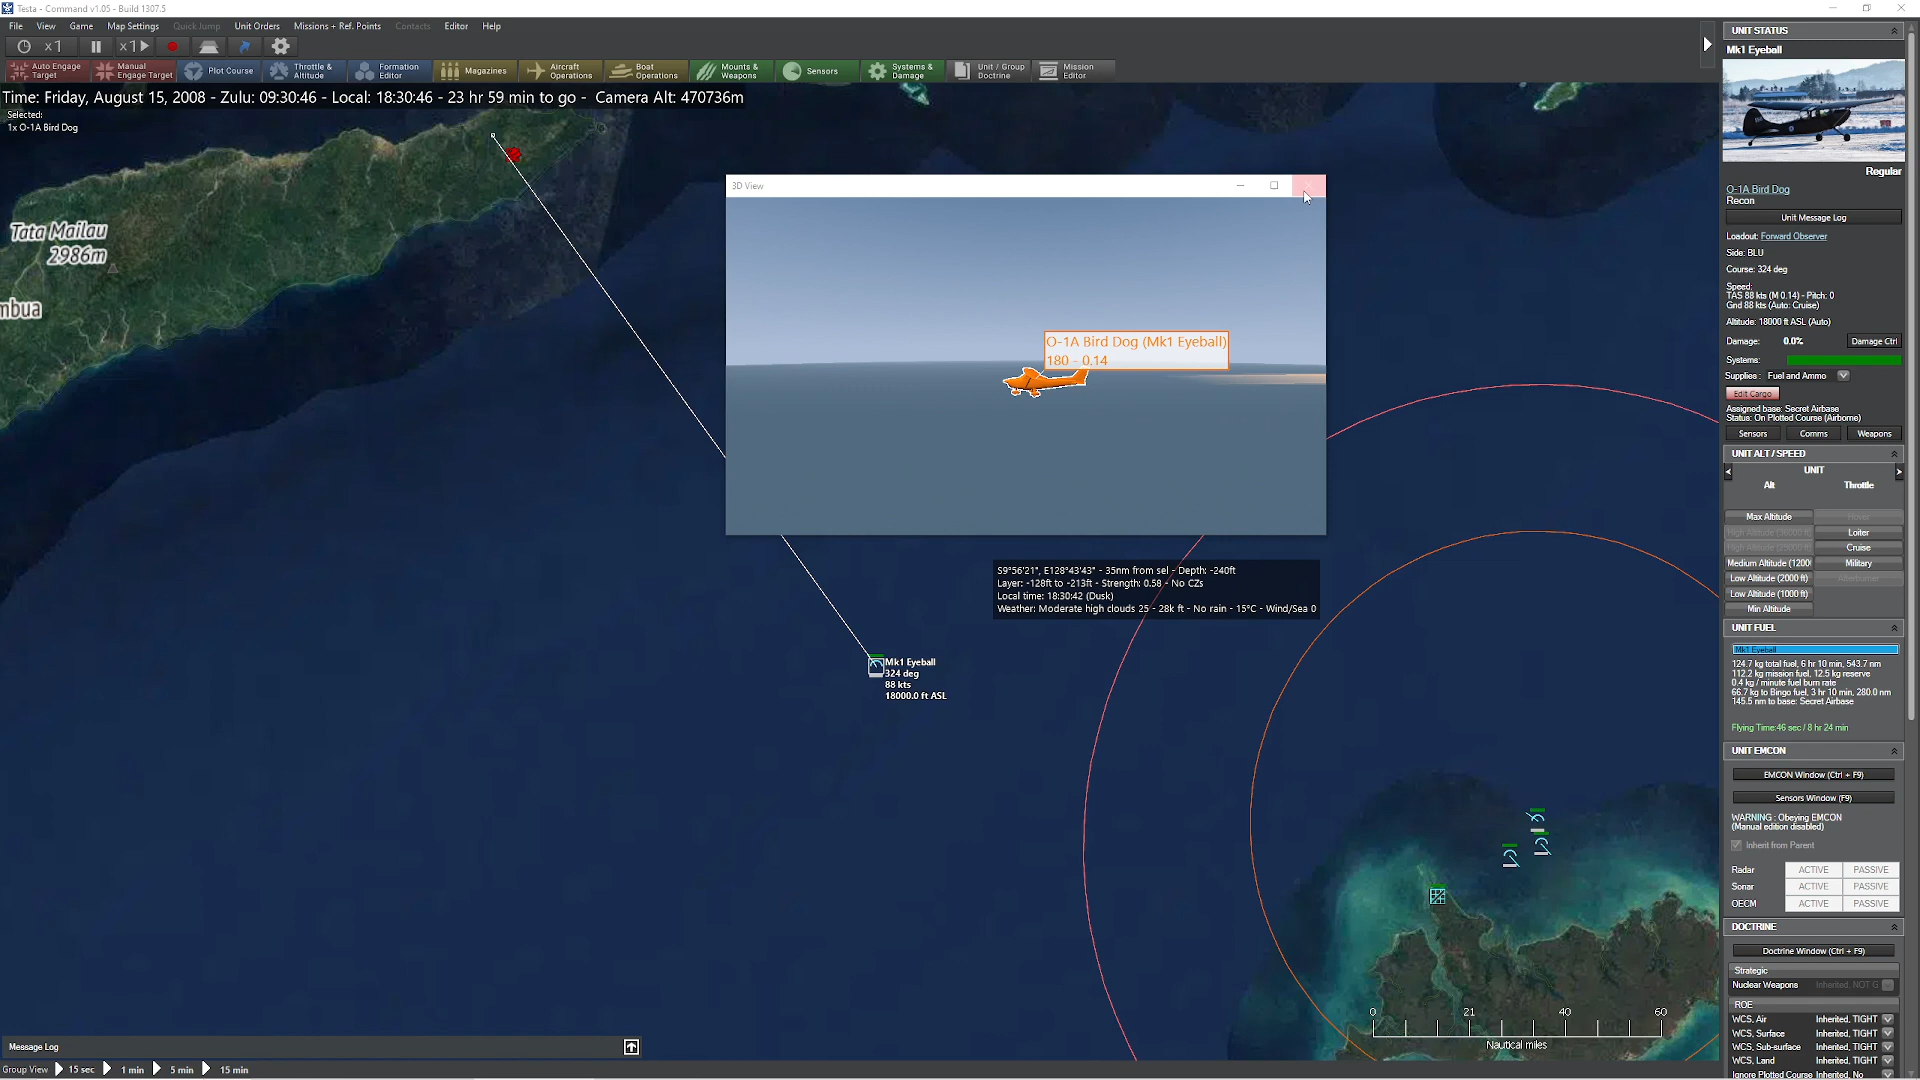 Testa - Command v1.05 - Build 1307.5
File View Game Map Settings Quick Jump Unit Orders Missions + Ref. Points Contacts Editor Help
x1 x1
Auto Engage Target
Manual Engage Target
Plot Course
Throttle & Altitude
Formation Editor
Magazines
Aircraft Operations
Boat Operations
Mounts & Weapons
Sensors
Systems & Damage
Unit / Group Doctrine
Mission Editor
Time: Friday, August 15, 2008 - Zulu: 09:30:46 - Local: 18:30:46 - 23 hr 59 min to go - Camera Alt: 470736m
Selected:
1x O-1A Bird Dog
Tata Mailau
2986m
mbua
3D View
O-1A Bird Dog (Mk1 Eyeball)
180 - 0.14
S9°56'21", E128°43'43" - 35nm from sel - Depth: -240ft
Layer: -128ft to -213ft - Strength: 0.58 - No CZs
Local time: 18:30:42 (Dusk)
Weather: Moderate high clouds 25 - 28k ft - No rain - 15°C - Wind/Sea 0
Mk1 Eyeball
324 deg
88 kts
18000.0 ft ASL
0 21 40 60
Nautical miles
Message Log
Group View 15 sec 1 min 5 min 15 min
UNIT STATUS
Mk1 Eyeball
Regular
O-1A Bird Dog
Recon
Unit Message Log
Loadout: Forward Observer
Side: BLU
Course: 324 deg
Speed:
TAS 88 kts (M 0.14) - Pitch: 0
Gnd 88 kts (Auto: Cruise)
Altitude: 18000 ft ASL (Auto)
Damage: 0.0% Damage Ctrl
Systems:
Supplies: Fuel and Ammo
Edit Cargo
Assigned base: Secret Airbase
Status: On Plotted Course (Airborne)
Sensors Comms Weapons
UNIT ALT / SPEED
< UNIT >
Alt Throttle
Max Altitude Hover
Loiter
Cruise
Medium Altitude (1200 Military
Low Altitude (2000 ft) Afterburner
Low Altitude (1000 ft)
Min Altitude
UNIT FUEL
Mk1 Eyeball
124.7 kg total fuel, 6 hr 10 min, 543.7 nm
112.2 kg mission fuel, 12.5 kg reserve
0.4 kg / minute fuel burn rate
66.7 kg to Bingo fuel, 3 hr 10 min, 280.0 nm
145.5 nm to base: Secret Airbase
Flying Time:46 sec / 8 hr 24 min
UNIT EMCON
EMCON Window (Ctrl + F9)
Sensors Window (F9)
WARNING : Obeying EMCON
(Manual edition disabled)
Inherit from Parent
Radar ACTIVE PASSIVE
Sonar ACTIVE PASSIVE
OECM ACTIVE PASSIVE
DOCTRINE
Doctrine Window (Ctrl + F9)
Strategic
Nuclear Weapons Inherited, NOT G
ROE
WCS, Air Inherited, TIGHT
WCS, Surface Inherited, TIGHT
WCS, Sub-surface Inherited, TIGHT
WCS, Land Inherited, TIGHT
Ignore Plotted Course Inherited, No